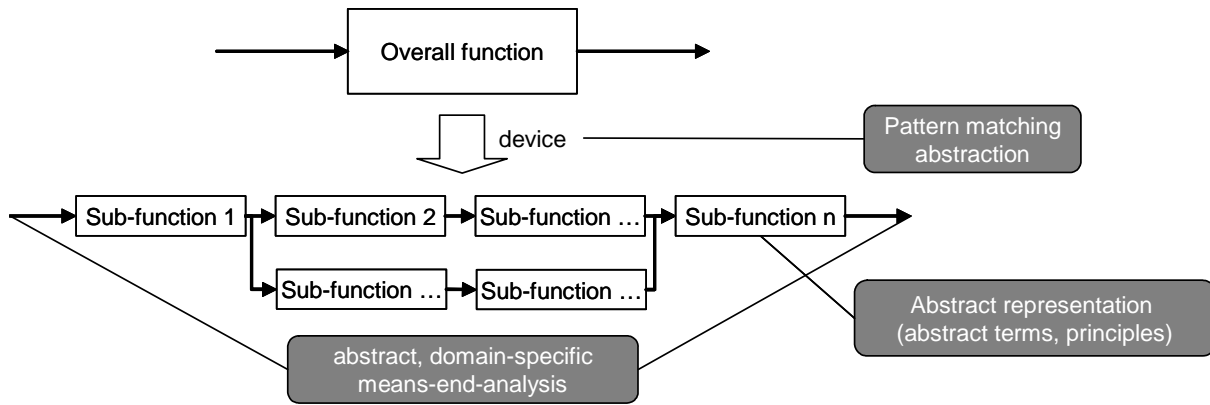 Overall function
device
Pattern matching
abstraction
Sub-function 1
Sub-function 2
Sub-function …
Sub-function n
Sub-function …
Sub-function …
Abstract representation
(abstract terms, principles)
abstract, domain-specific
means-end-analysis